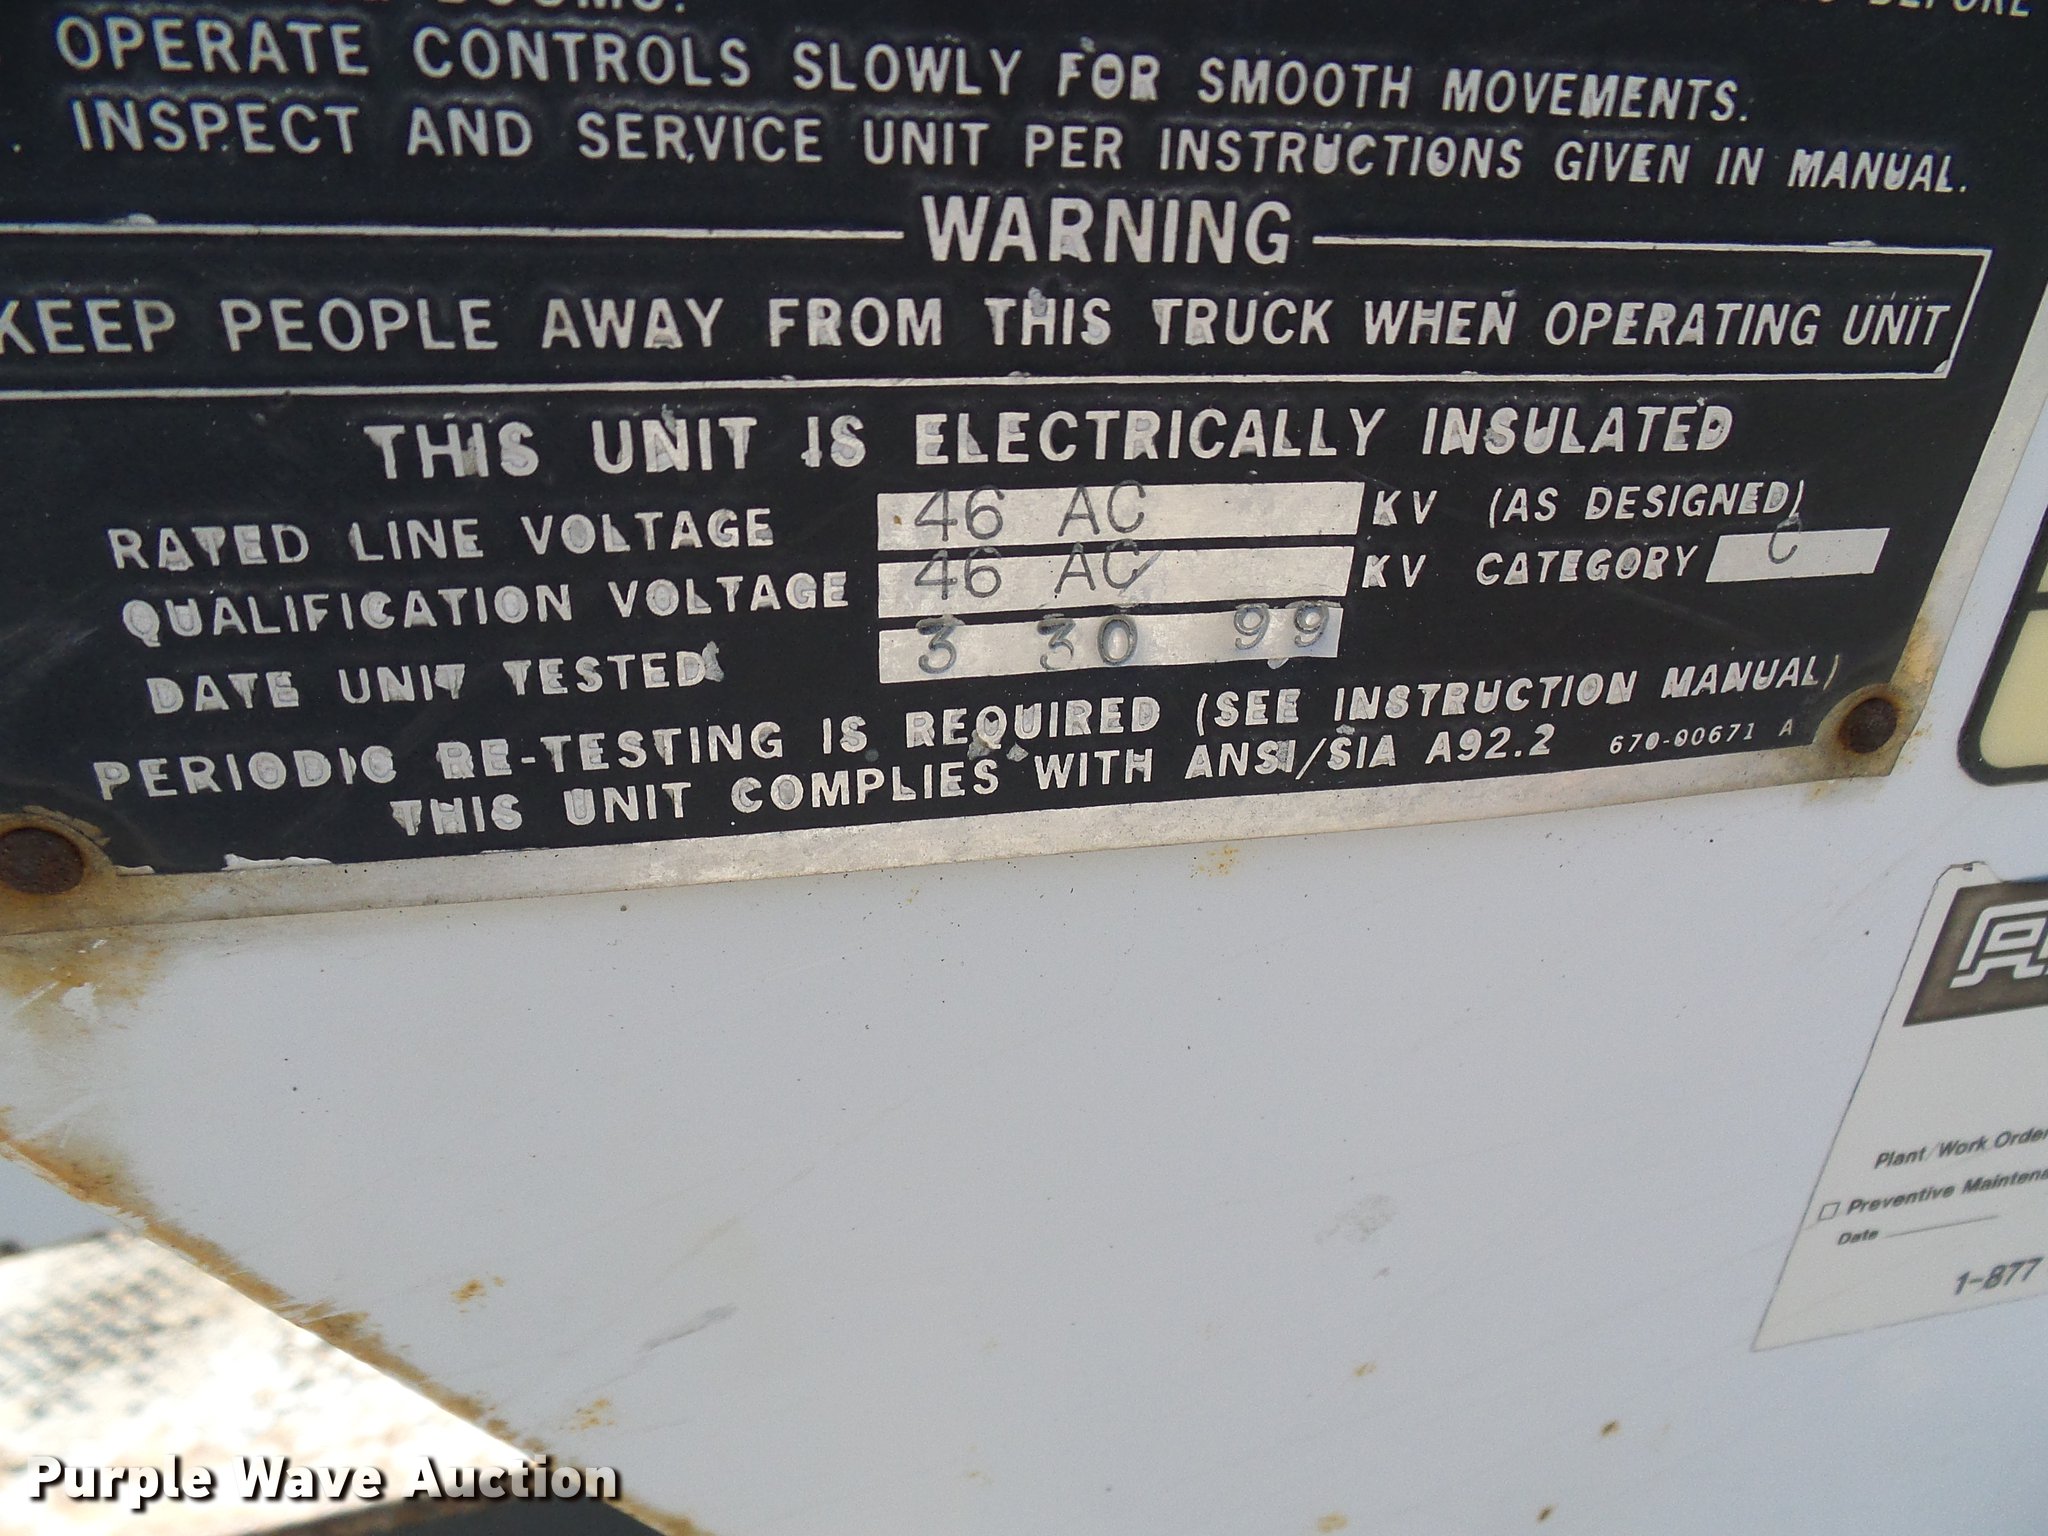 OPERATE CONTROLS SLOWLY FOR SMOOTH MOVEMENTS.
. INSPECT AND SERVICE UNIT PER INSTRUCTIONS GIVEN IN MANUAL.
WARNING
KEEP PEOPLE AWAY FROM THIS TRUCK WHEN OPERATING UNIT
THIS UNIT IS ELECTRICALLY INSULATED
RATED LINE VOLTAGE 46 AC KV (AS DESIGNED)
QUALIFICATION VOLTAGE 46 AC KV CATEGORY C
DATE UNIT TESTED 3 30 99
PERIODIC RE-TESTING IS REQUIRED (SEE INSTRUCTION MANUAL)
THIS UNIT COMPLIES WITH ANSI/SIA A92.2 670-00671 A
Plant/Work Order
Preventive
Date
1-877
Purple Wave Auction